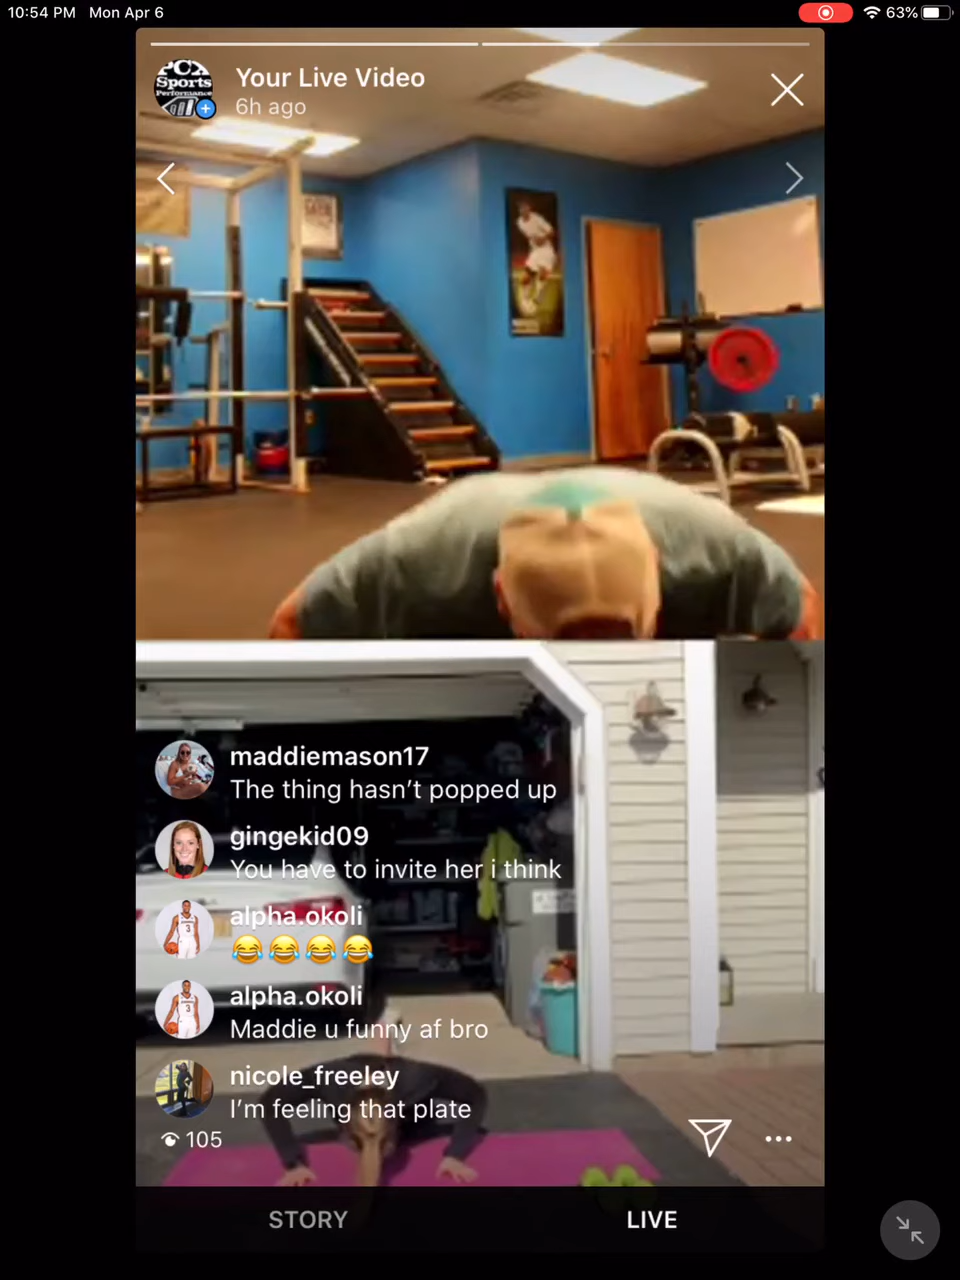 10:54 PM Mon Apr 6
63%
PCX
Sports
Performance
Your Live Video
6h ago
maddiemason17
The thing hasn’t popped up
gingekid09
You have to invite her i think
alpha.okoli
😂😂😂😂
alpha.okoli
Maddie u funny af bro
nicole_freeley
I’m feeling that plate
105
STORY
LIVE